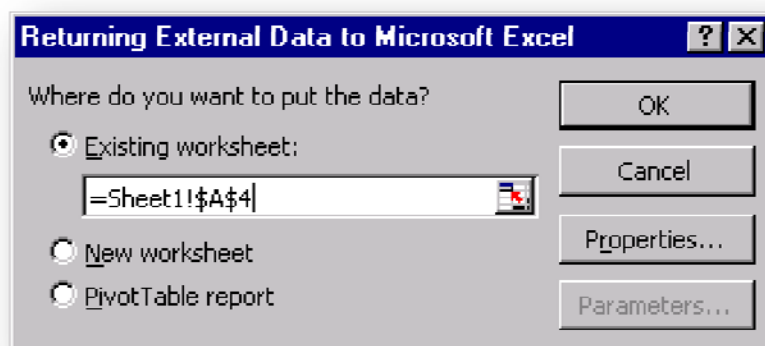 Returning External Data to Microsoft Excel
Where do you want to put the data?
Existing worksheet:
=Sheet1!$A$4
New worksheet
PivotTable report
OK
Cancel
Properties...
Parameters...